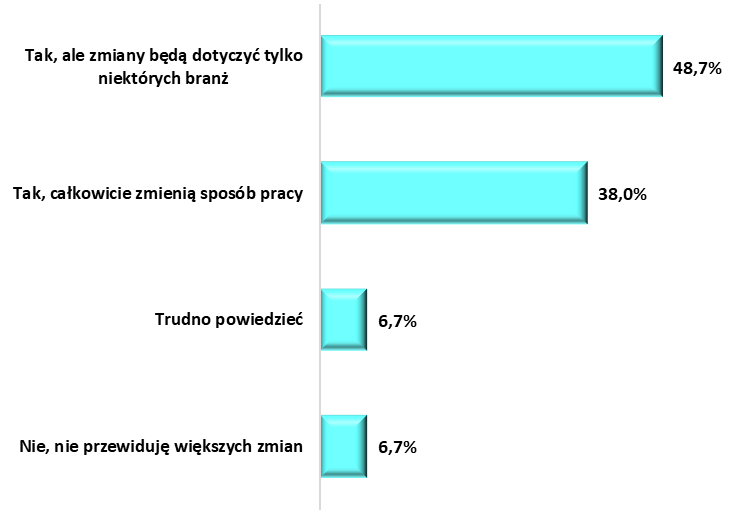 Tak, ale zmiany będą dotyczyć tylko
niektórych branż
48,7%
Tak, całkowicie zmienią sposób pracy
38,0%
Trudno powiedzieć
6,7%
Nie, nie przewiduję większych zmian
6,7%